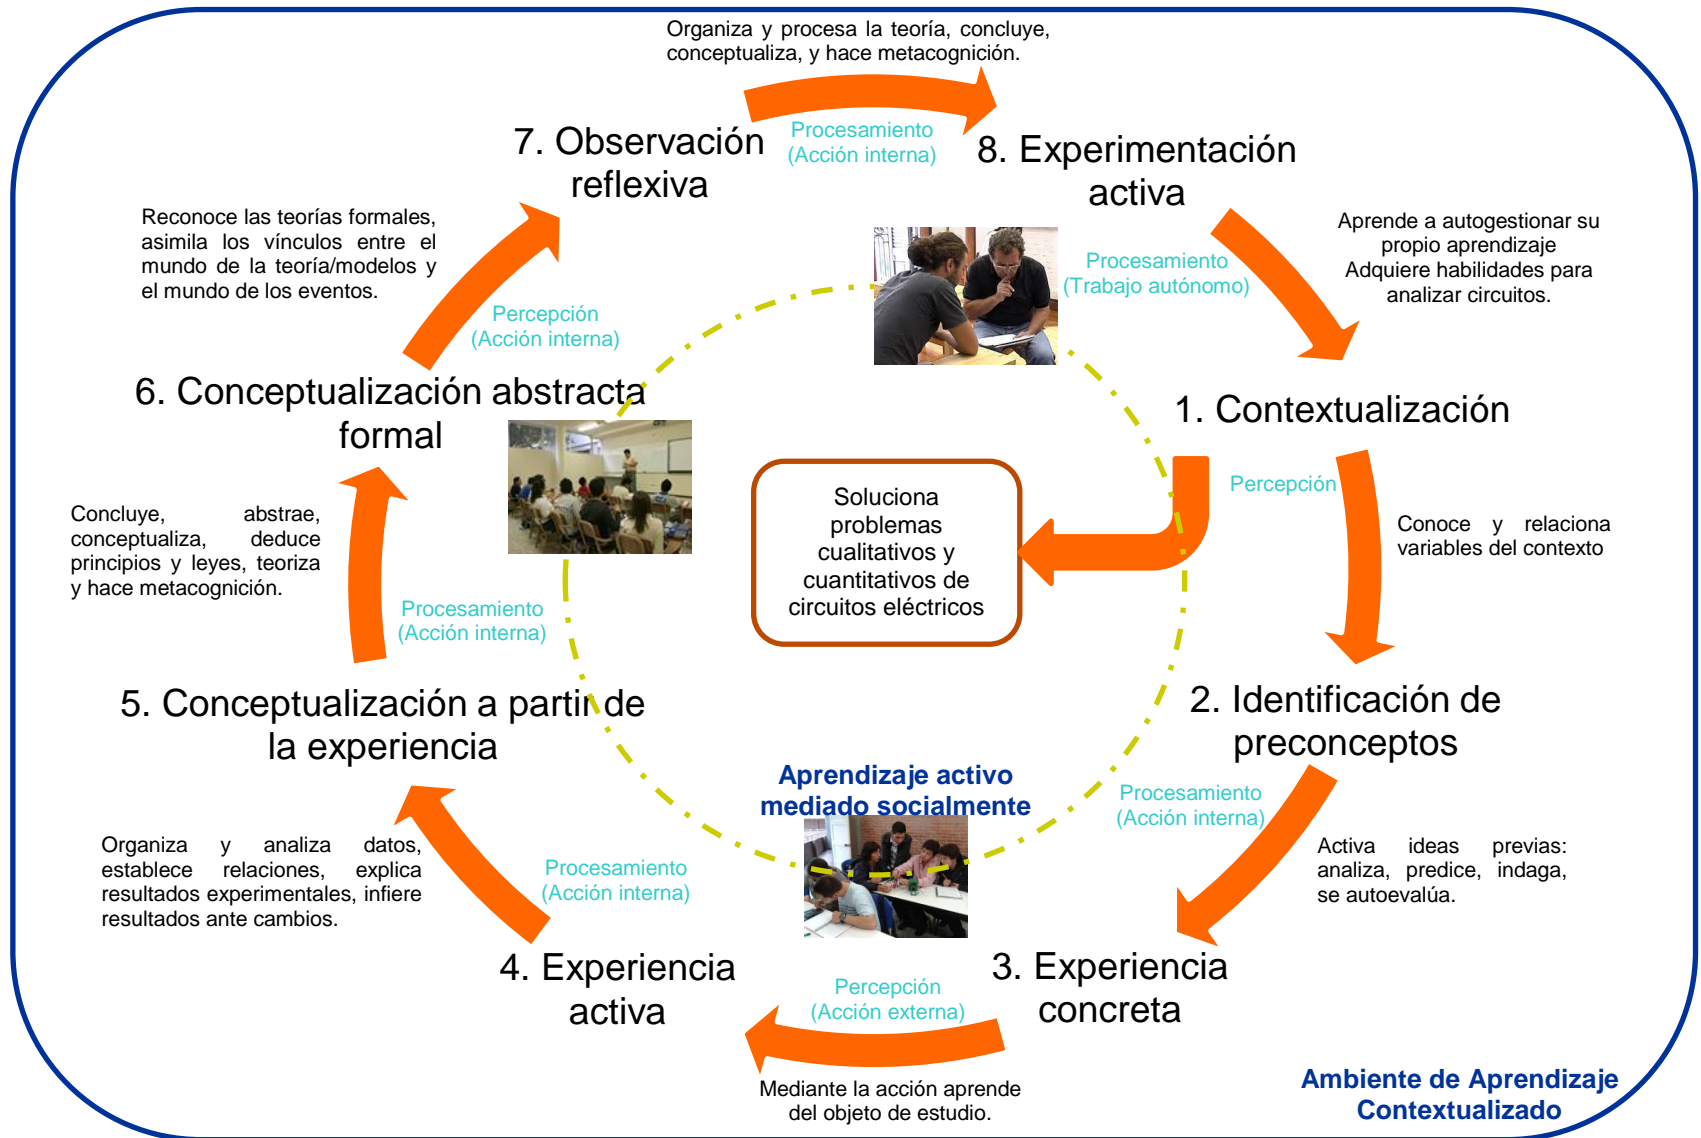 Organiza y procesa la teoría, concluye,
conceptualiza, y hace metacognición.
7. Observación
reflexiva
Procesamiento
(Acción interna)
8. Experimentación
activa
Reconoce las teorías formales,
asimila los vínculos entre el
mundo de la teoría/modelos y
el mundo de los eventos.
Percepción
(Acción interna)
Procesamiento
(Trabajo autónomo)
Aprende a autogestionar su
propio aprendizaje
Adquiere habilidades para
analizar circuitos.
6. Conceptualización abstracta
formal
1. Contextualización
Percepción
Conoce y relaciona
variables del contexto
Soluciona
problemas
cualitativos y
cuantitativos de
circuitos eléctricos
Concluye, abstrae,
conceptualiza, deduce
principios y leyes, teoriza
y hace metacognición.
Procesamiento
(Acción interna)
5. Conceptualización a partir de
la experiencia
2. Identificación de
preconceptos
Aprendizaje activo
mediado socialmente
Procesamiento
(Acción interna)
Activa ideas previas:
analiza, predice, indaga,
se autoevalúa.
Organiza y analiza datos,
establece relaciones, explica
resultados experimentales, infiere
resultados ante cambios.
Procesamiento
(Acción interna)
4. Experiencia
activa
Percepción
(Acción externa)
3. Experiencia
concreta
Mediante la acción aprende
del objeto de estudio.
Ambiente de Aprendizaje
Contextualizado